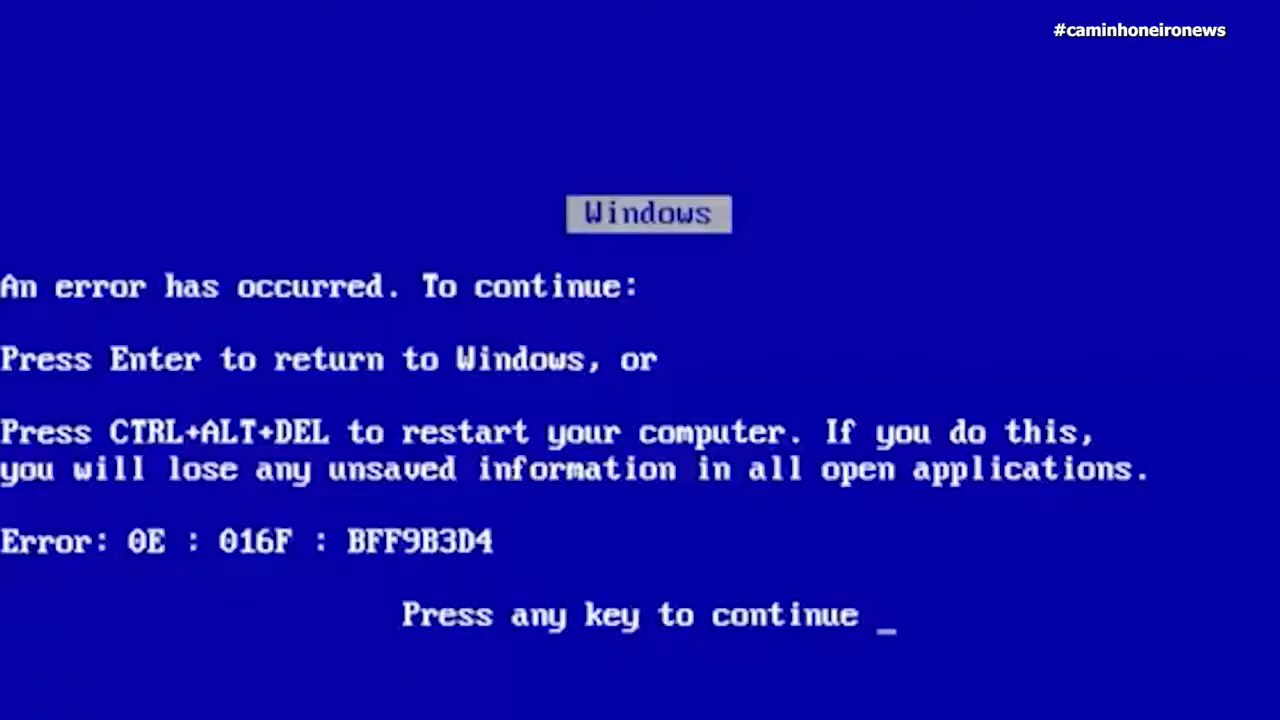 #caminhoneironews
Windows
An error has occurred. To continue:
Press Enter to return to Windows, or
Press CTRL+ALT+DEL to restart your computer. If you do this,
you will lose any unsaved information in all open applications.
Error: 0E : 016F : BFF9B3D4
Press any key to continue _